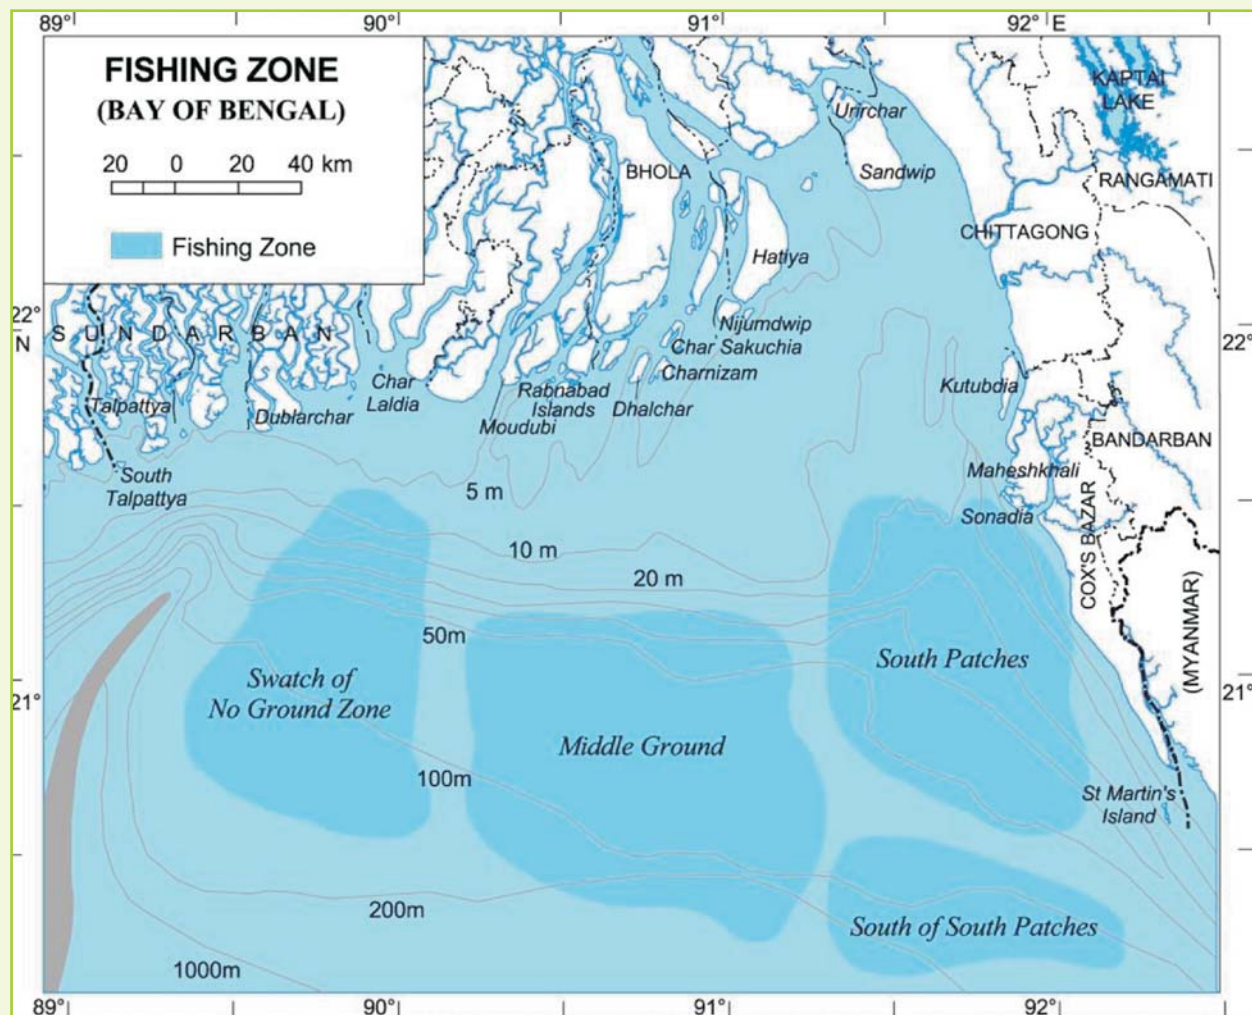 89°
90°
91°
92° E
FISHING ZONE
(BAY OF BENGAL)
20 0 20 40 km
Fishing Zone
KAPTAI
LAKE
Urirchar
BHOLA
Sandwip
RANGAMATI
CHITTAGONG
Hatiya
22°
N
SUNDARBAN
Nijumdwip
22°
Char Sakuchia
Charnizam
Char
Laldia
Rabnabad
Islands
Kutubdia
Talpattya
Dublarchar
Dhalchar
Moudubi
BANDARBAN
South
Talpattya
Maheshkhali
5 m
Sonadia
COX'S BAZAR
10 m
20 m
(MYANMAR)
50m
South Patches
Swatch of
No Ground Zone
21°
21°
Middle Ground
100m
St Martin's
Island
200m
South of South Patches
1000m
89°
90°
91°
92°